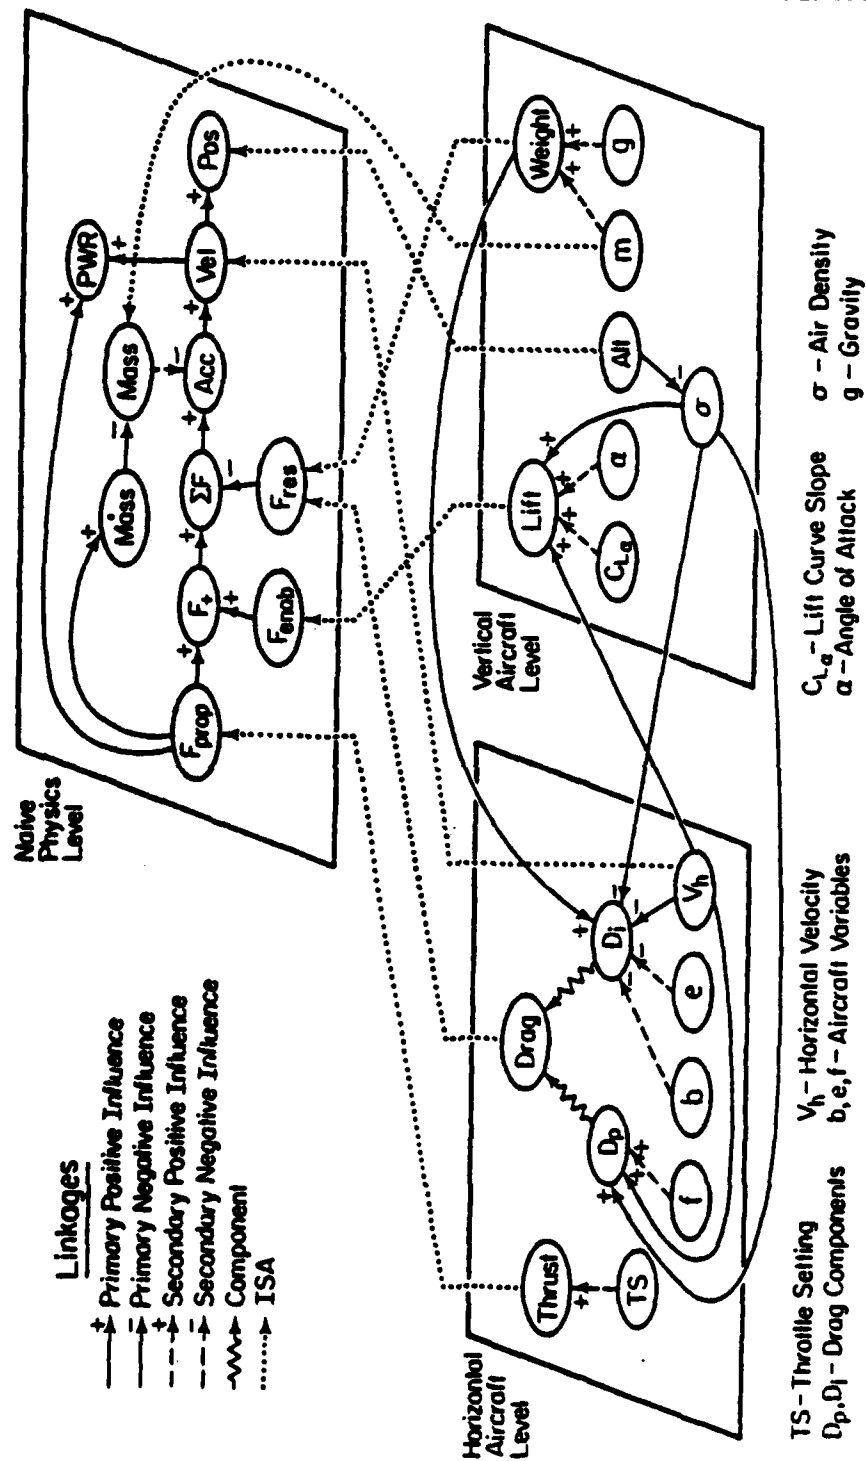 Linkages
+ Primary Positive Influence
− Primary Negative Influence
+ Secondary Positive Influence
− Secondary Negative Influence
Component
ISA
Naive
Physics
Level
PWR
Ṁass
Mass
Fprop
F+
ΣF
Acc
Vel
Pos
Fenab
Fres
Horizontal
Aircraft
Level
Thrust
TS
Drag
Dp
Di
f
b
e
Vh
Vertical
Aircraft
Level
Lift
CLα
α
σ
Alt
m
Weight
g
TS – Throttle Setting
Dp,Di – Drag Components
Vh – Horizontal Velocity
b,e,f – Aircraft Variables
CLα – Lift Curve Slope
α – Angle of Attack
σ – Air Density
g – Gravity